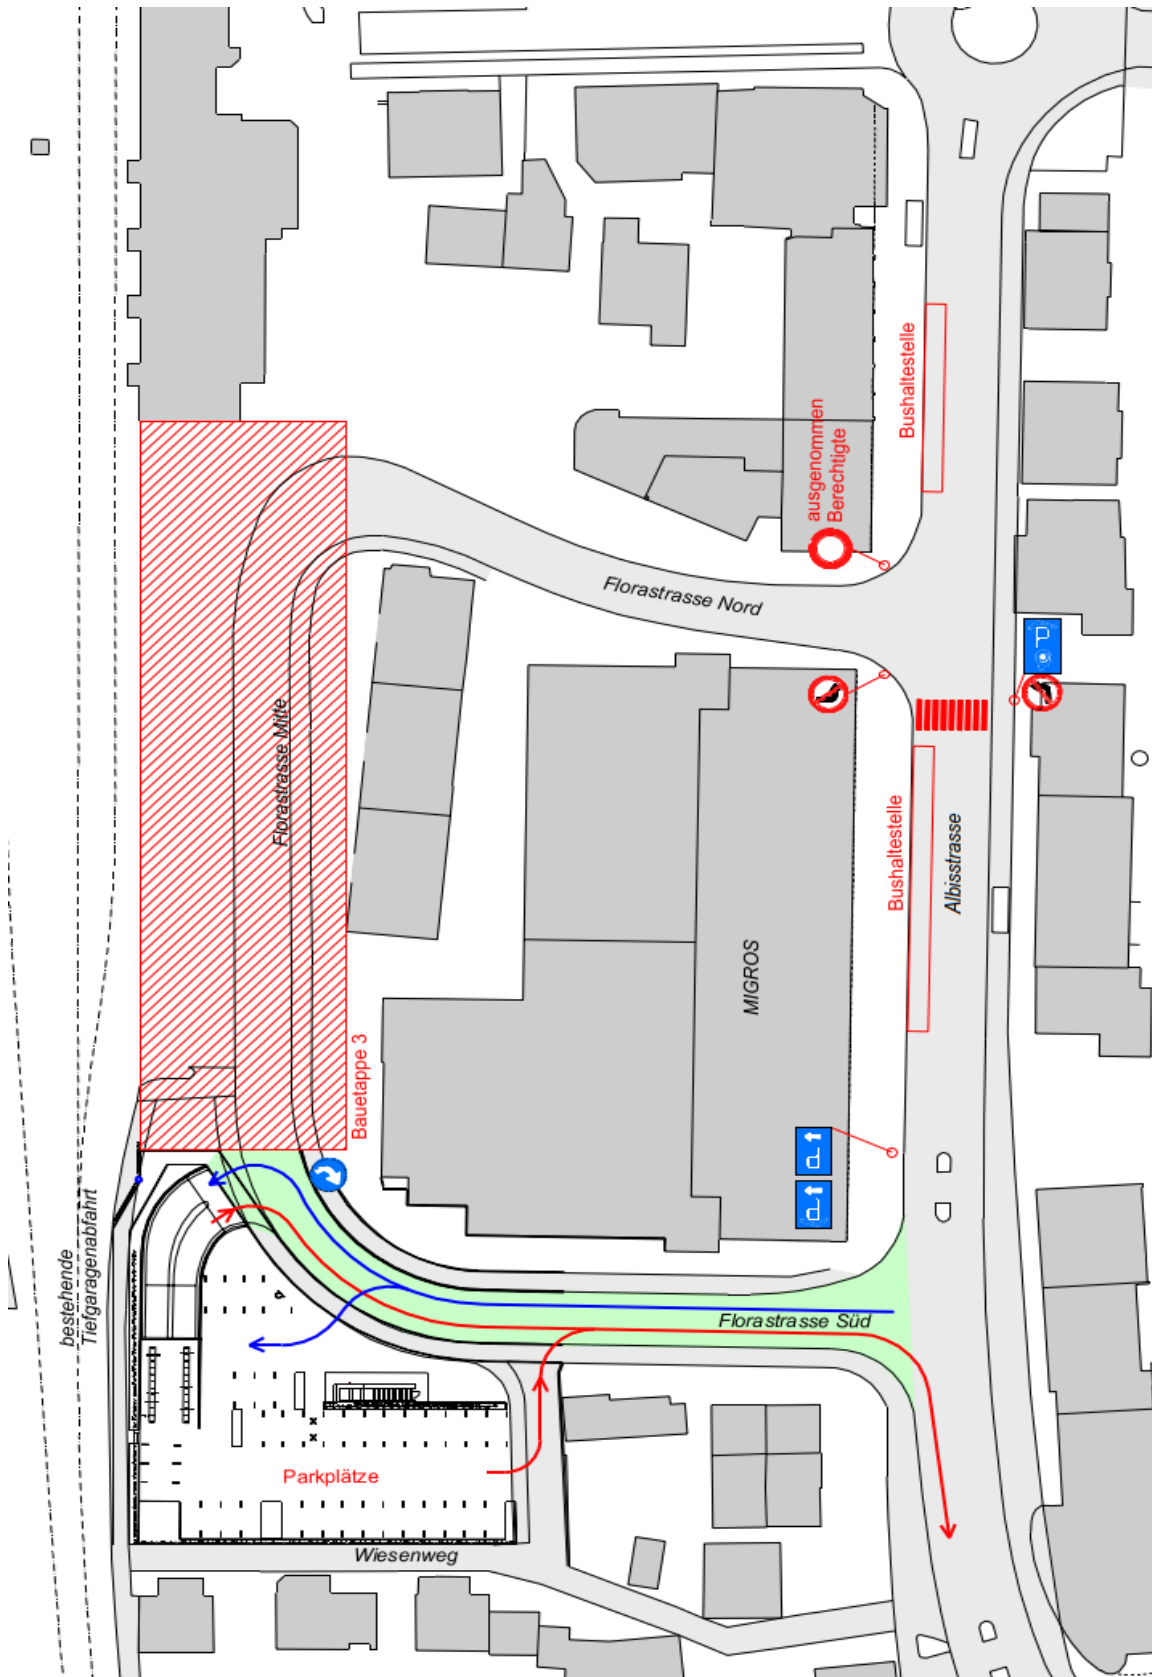 Bushaltestelle
ausgenommen
Berechtigte
Florastrasse Nord
Florastrasse Mitte
Bushaltestelle
Albisstrasse
MIGROS
Bauetappe 3
P
P
P
bestehende
Tiefgaragenabfahrt
Florastrasse Süd
Parkplätze
Wiesenweg